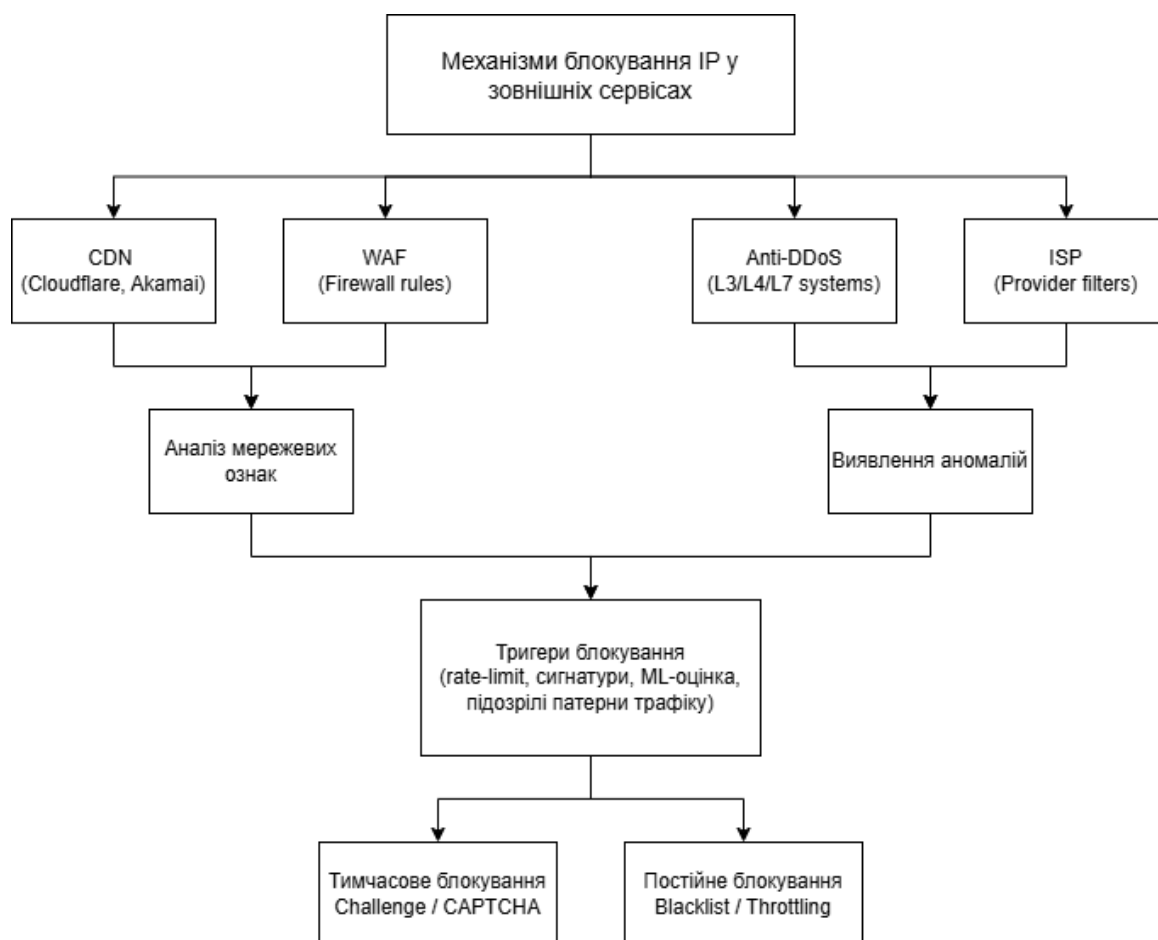 Механізми блокування IP у
зовнішніх сервісах
CDN
(Cloudflare, Akamai)
WAF
(Firewall rules)
Anti-DDoS
(L3/L4/L7 systems)
ISP
(Provider filters)
Аналіз мережевих
ознак
Виявлення аномалій
Тригери блокування
(rate-limit, сигнатури, ML-оцінка,
підозрілі патерни трафіку)
Тимчасове блокування
Challenge / CAPTCHA
Постійне блокування
Blacklist / Throttling